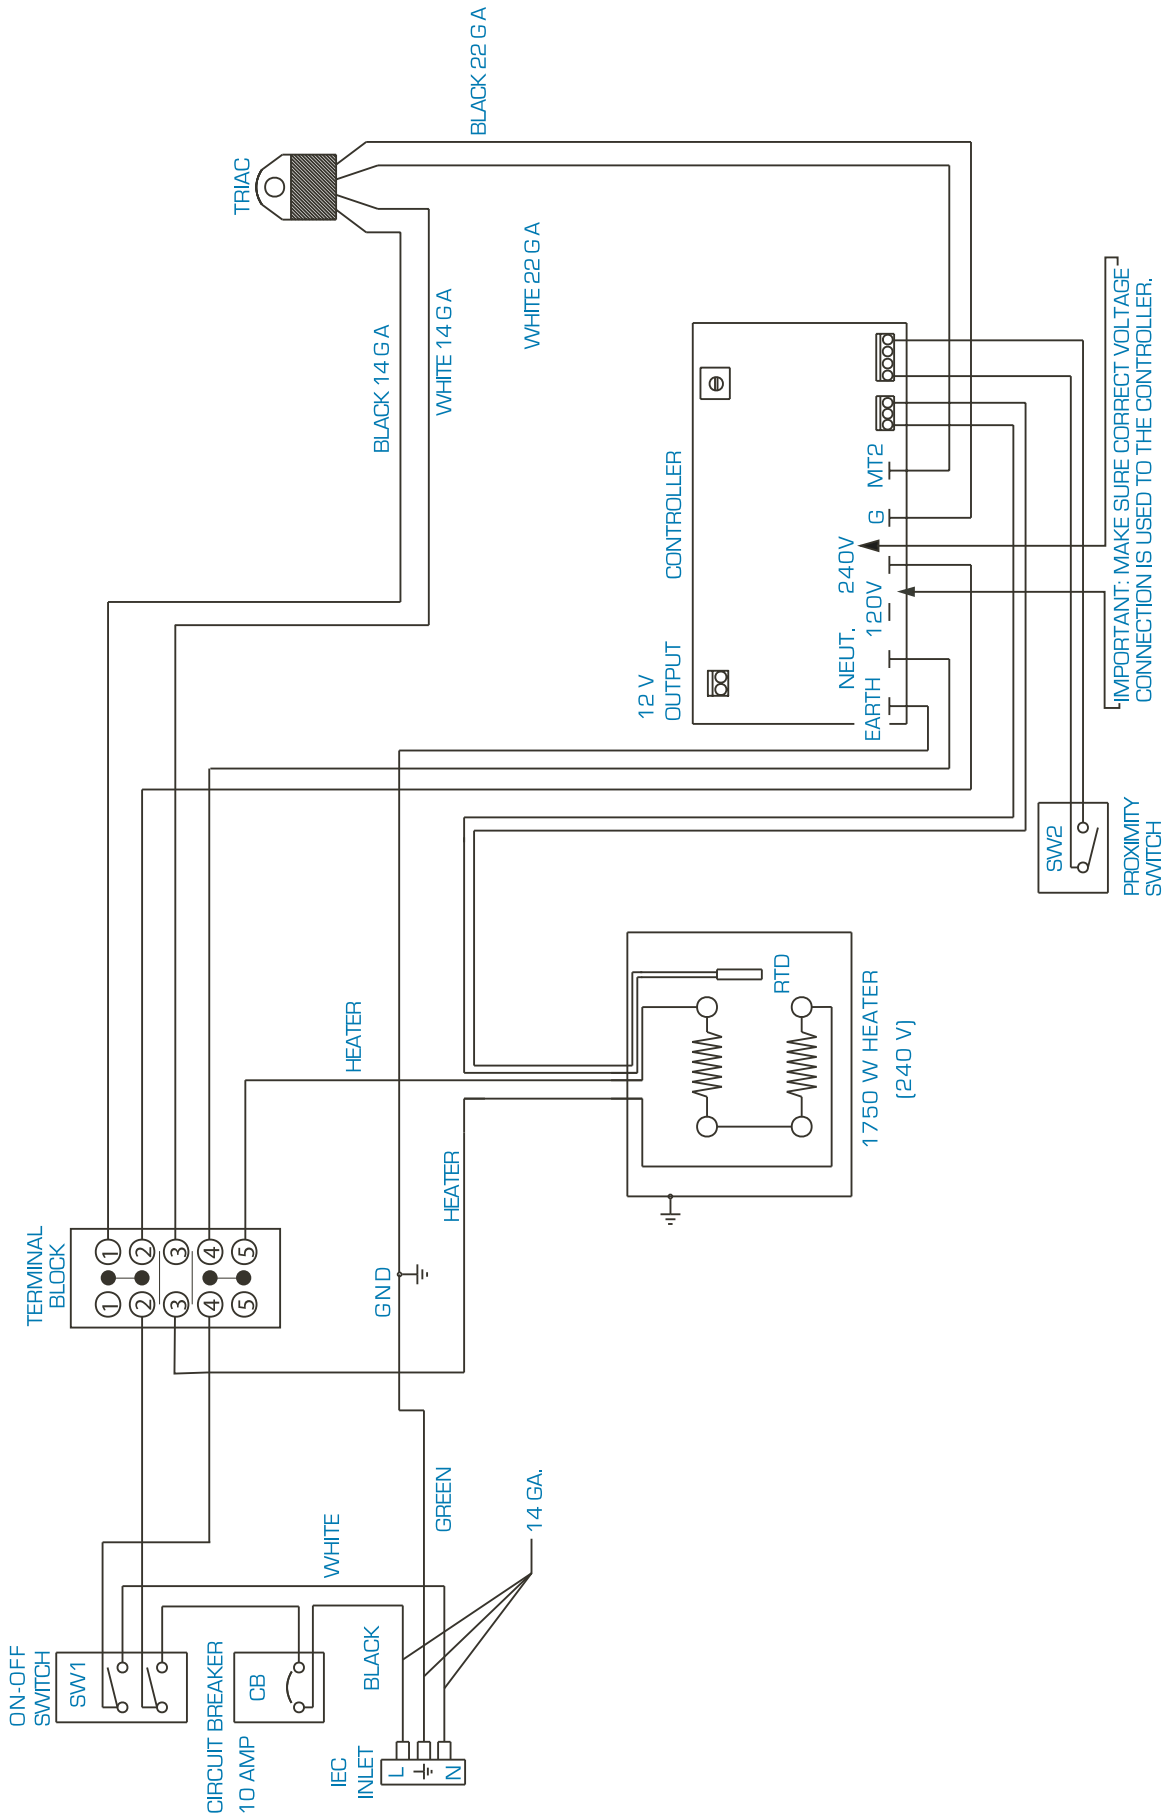 ON-OFF
SWITCH
SW1
CIRCUIT BREAKER
10 AMP
CB
IEC
INLET
L
N
BLACK
WHITE
GREEN
14 GA.
TERMINAL
BLOCK
1
2
3
4
5
1
2
3
4
5
GND
HEATER
HEATER
1750 W HEATER
(240 V)
RTD
TRIAC
BLACK 14 GA
WHITE 14 GA
BLACK 22 GA
WHITE 22 GA
12 V
OUTPUT
CONTROLLER
EARTH
NEUT.
120V
240V
G
MT2
SW2
PROXIMITY
SWITCH
IMPORTANT: MAKE SURE CORRECT VOLTAGE
CONNECTION IS USED TO THE CONTROLLER.